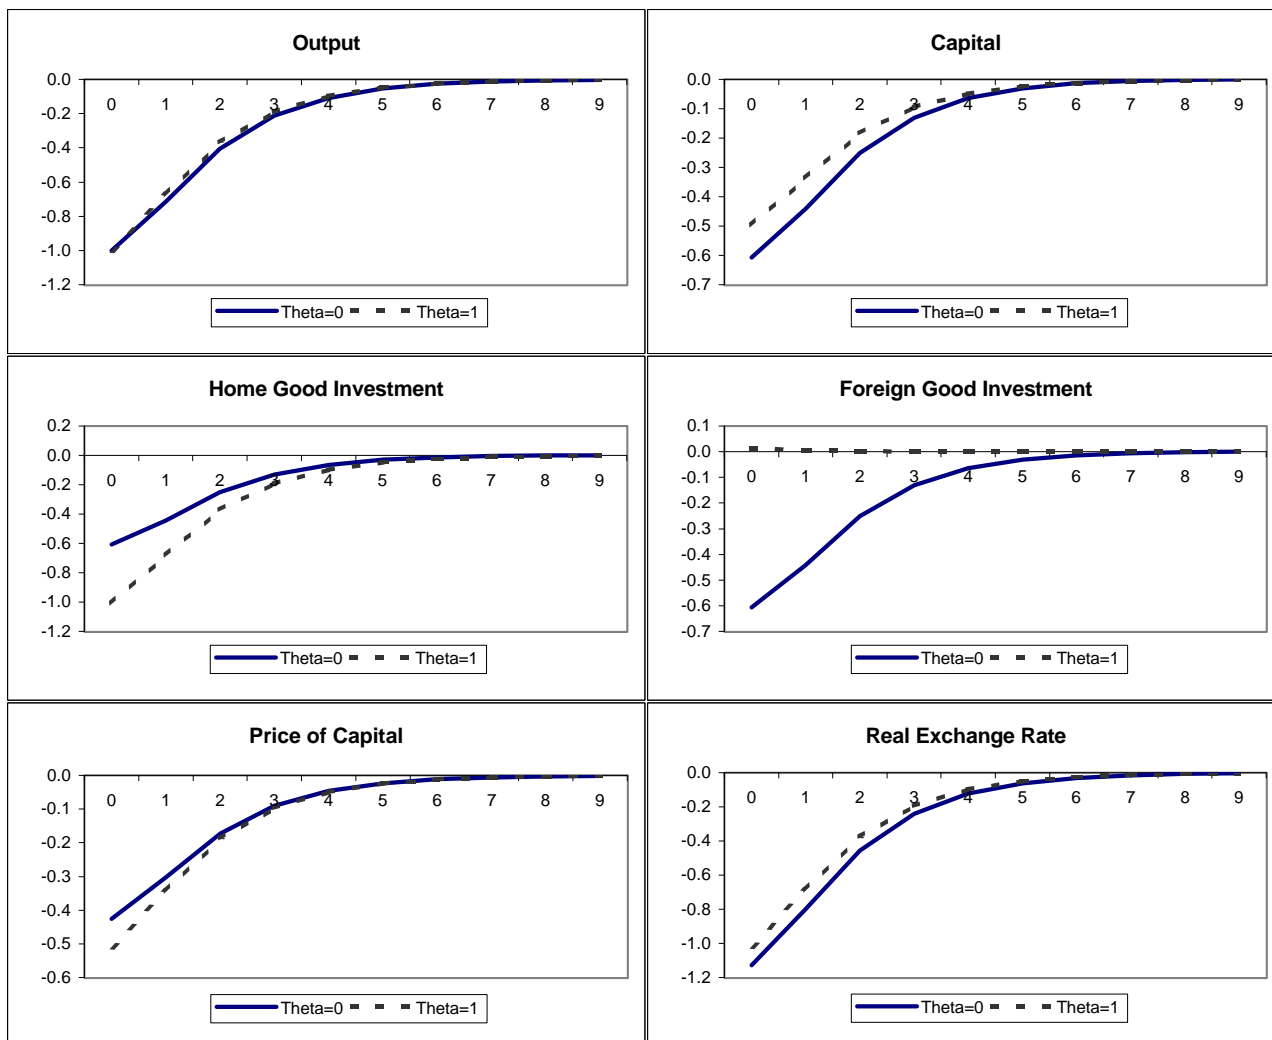 Output
0.0
0 1 2 3 4 5 6 7 8 9
-0.2
-0.4
-0.6
-0.8
-1.0
-1.2
Theta=0 Theta=1
Capital
0.0
0 1 2 3 4 5 6 7 8 9
-0.1
-0.2
-0.3
-0.4
-0.5
-0.6
-0.7
Theta=0 Theta=1
Home Good Investment
0.2
0.0
0 1 2 3 4 5 6 7 8 9
-0.2
-0.4
-0.6
-0.8
-1.0
-1.2
Theta=0 Theta=1
Foreign Good Investment
0.1
0.0
0 1 2 3 4 5 6 7 8 9
-0.1
-0.2
-0.3
-0.4
-0.5
-0.6
-0.7
Theta=0 Theta=1
Price of Capital
0.0
0 1 2 3 4 5 6 7 8 9
-0.1
-0.2
-0.3
-0.4
-0.5
-0.6
Theta=0 Theta=1
Real Exchange Rate
0.0
0 1 2 3 4 5 6 7 8 9
-0.2
-0.4
-0.6
-0.8
-1.0
-1.2
Theta=0 Theta=1